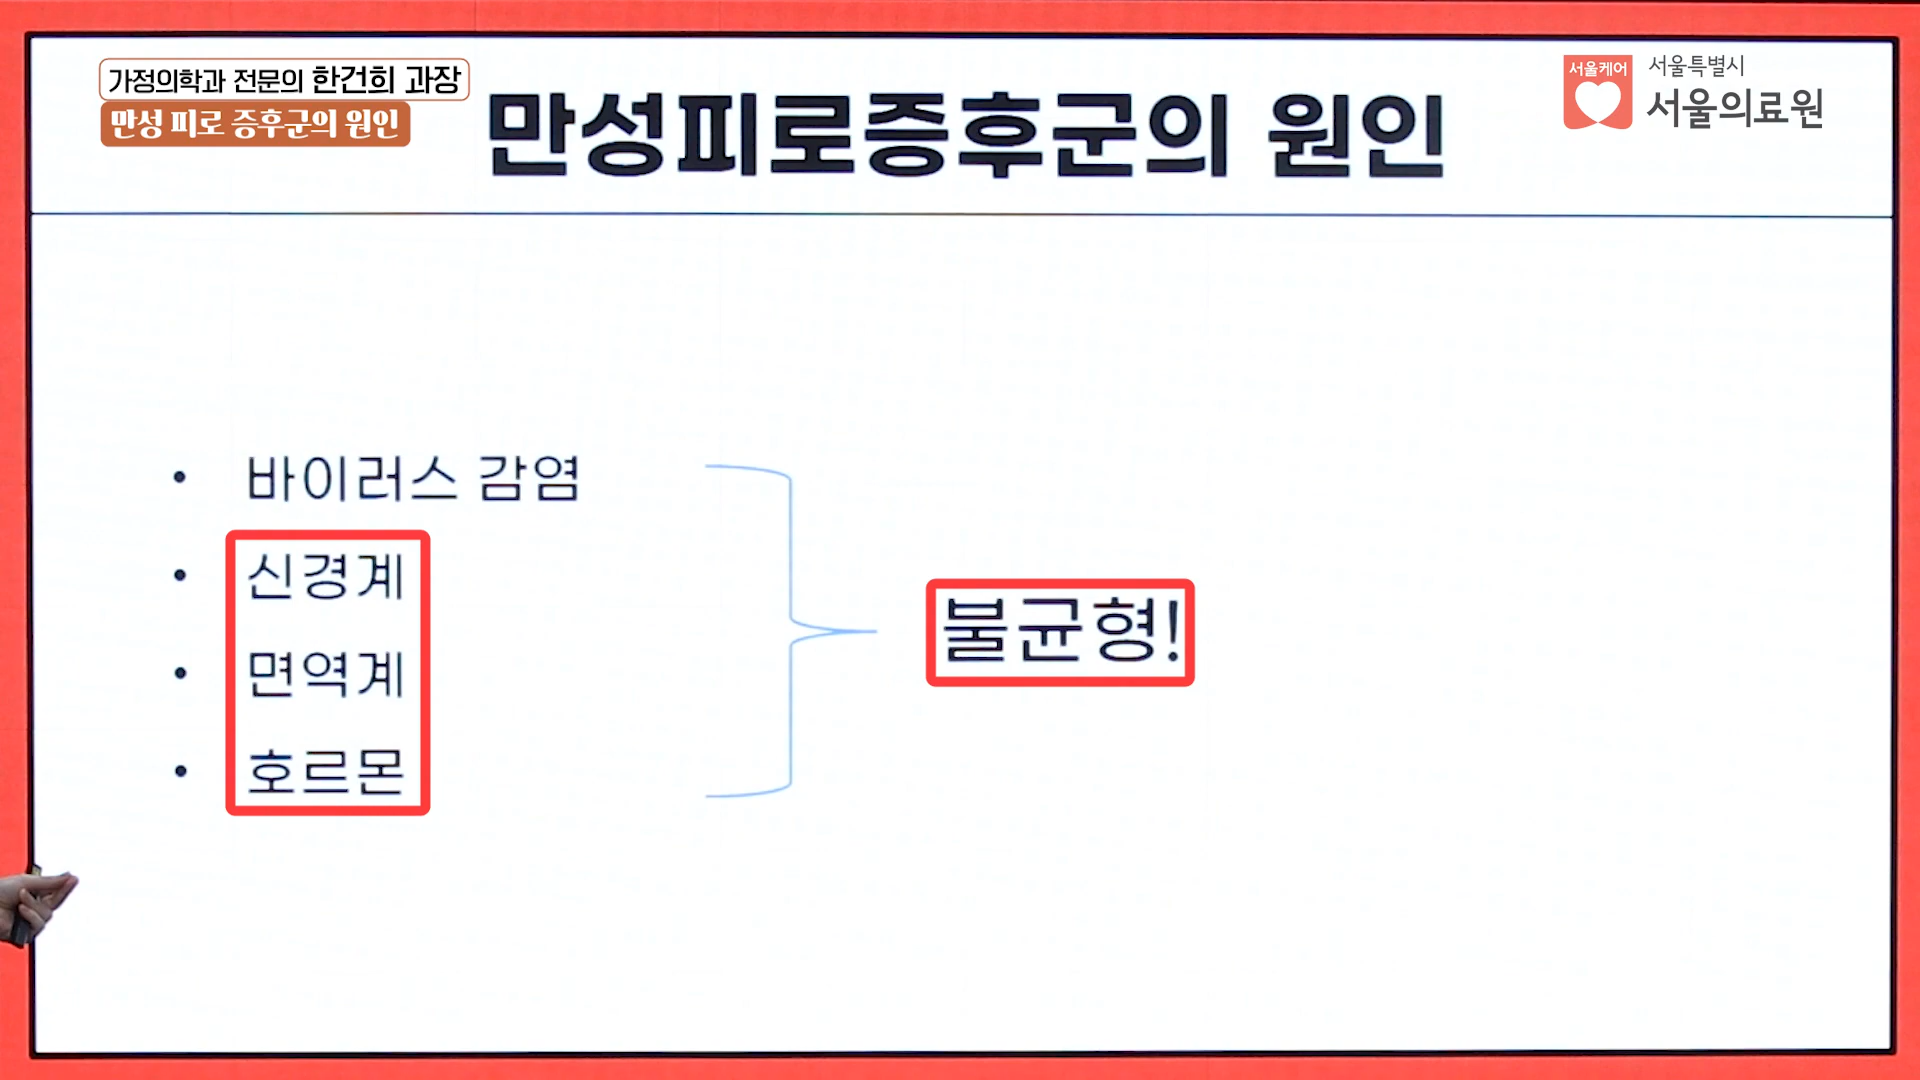 가정의학과 전문의 한건희 과장
만성 피로 증후군의 원인
만성피로증후군의 원인
서울케어
서울특별시
서울의료원
• 바이러스 감염
• 신경계
• 면역계
• 호르몬
불균형!